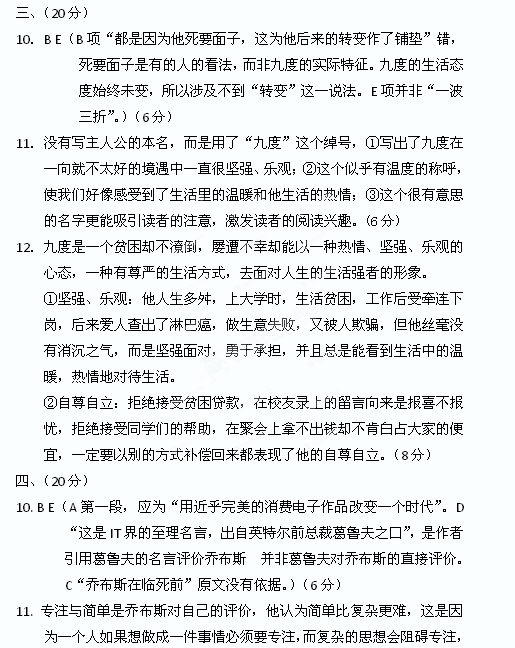 三、（20分）
10. B E（B项“都是因为他死要面子，这为他后来的转变作了铺垫”错，
死要面子是有的人的看法，而非九度的实际特征。九度的生活态
度始终未变，所以涉及不到“转变”这一说法。E项并非“一波
三折”。）（6分）
11. 没有写主人公的本名，而是用了“九度”这个绰号，①写出了九度在
一向就不太好的境遇中一直很坚强、乐观；②这个似乎有温度的称呼，
使我们好像感受到了生活里的温暖和他生活的热情；③这个很有意思
的名字更能吸引读者的注意，激发读者的阅读兴趣。(6分）
12. 九度是一个贫困却不潦倒，屡遭不幸却能以一种热情、坚强、乐观的
心态，一种有尊严的生活方式，去面对人生的生活强者的形象。
①坚强、乐观：他人生多舛，上大学时，生活贫困，工作后受牵连下
岗，后来爱人查出了淋巴癌，做生意失败，又被人欺骗，但他丝毫没
有消沉之气，而是坚强面对，勇于承担，并且总是能看到生活中的温
暖，热情地对待生活。
②自尊自立：拒绝接受贫困贷款，在校友录上的留言向来是报喜不报
忧，拒绝接受同学们的帮助，在聚会上拿不出钱却不肯白占大家的便
宜，一定要以别的方式补偿回来都表现了他的自尊自立。（8分）
四、（20分）
10. B E（A第一段，应为“用近乎完美的消费电子作品改变一个时代”。D
“这是IT界的至理名言，出自英特尔前总裁葛鲁夫之口”，是作者
引用葛鲁夫的名言评价乔布斯 并非葛鲁夫对乔布斯的直接评价。
C“乔布斯在临死前”原文没有依据。）（6分）
11. 专注与简单是乔布斯对自己的评价，他认为简单比复杂更难，这是因
为一个人如果想做成一件事情必须要专注，而复杂的思想会阻碍专注，